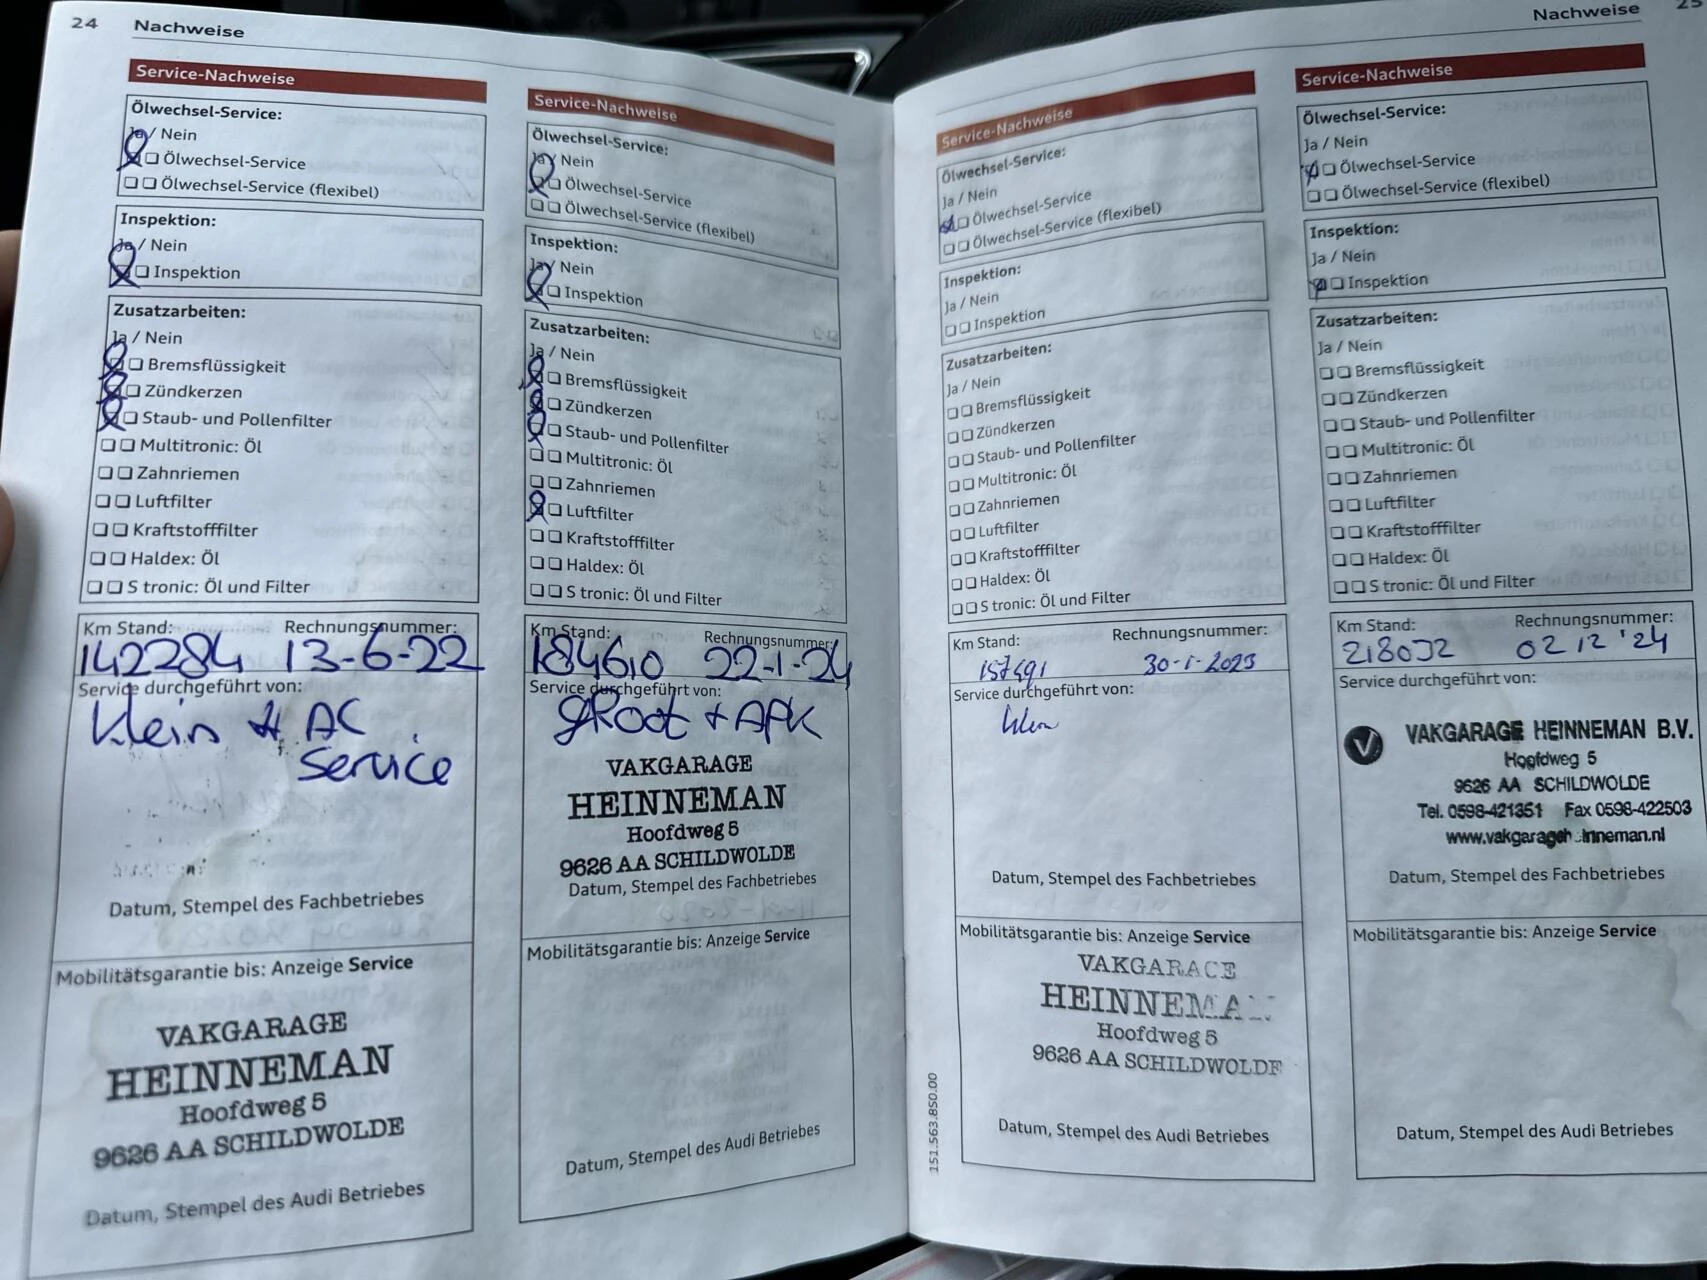 24 Nachweise
Service-Nachweise
Ölwechsel-Service:
Ja / Nein
Ölwechsel-Service
Ölwechsel-Service (flexibel)
Inspektion:
Ja / Nein
Inspektion
Zusatzarbeiten:
Ja / Nein
Bremsflüssigkeit
Zündkerzen
Staub- und Pollenfilter
Multitronic: Öl
Zahnriemen
Luftfilter
Kraftstofffilter
Haldex: Öl
S tronic: Öl und Filter
Km Stand: Rechnungsnummer:
142284 13-6-22
Service durchgeführt von:
klein + AC
Service
Datum, Stempel des Fachbetriebes
Mobilitätsgarantie bis: Anzeige Service
VAKGARAGE
HEINNEMAN
Hoofdweg 5
9626 AA SCHILDWOLDE
Datum, Stempel des Audi Betriebes
Service-Nachweise
Ölwechsel-Service:
Ja / Nein
Ölwechsel-Service
Ölwechsel-Service (flexibel)
Inspektion:
Ja / Nein
Inspektion
Zusatzarbeiten:
Ja / Nein
Bremsflüssigkeit
Zündkerzen
Staub- und Pollenfilter
Multitronic: Öl
Zahnriemen
Luftfilter
Kraftstofffilter
Haldex: Öl
S tronic: Öl und Filter
Km Stand: Rechnungsnummer:
184610 22-1-24
Service durchgeführt von:
gRoot + APK
VAKGARAGE
HEINNEMAN
Hoofdweg 5
9626 AA SCHILDWOLDE
Datum, Stempel des Fachbetriebes
Mobilitätsgarantie bis: Anzeige Service
Datum, Stempel des Audi Betriebes
Nachweise 25
Service-Nachweise
Ölwechsel-Service:
Ja / Nein
Ölwechsel-Service
Ölwechsel-Service (flexibel)
Inspektion:
Ja / Nein
Inspektion
Zusatzarbeiten:
Ja / Nein
Bremsflüssigkeit
Zündkerzen
Staub- und Pollenfilter
Multitronic: Öl
Zahnriemen
Luftfilter
Kraftstofffilter
Haldex: Öl
S tronic: Öl und Filter
Km Stand: Rechnungsnummer:
157491 30-1-2023
Service durchgeführt von:
klein
Datum, Stempel des Fachbetriebes
Mobilitätsgarantie bis: Anzeige Service
VAKGARAGE
HEINNEMAN
Hoofdweg 5
9626 AA SCHILDWOLDE
Datum, Stempel des Audi Betriebes
151.563.850.00
Service-Nachweise
Ölwechsel-Service:
Ja / Nein
Ölwechsel-Service
Ölwechsel-Service (flexibel)
Inspektion:
Ja / Nein
Inspektion
Zusatzarbeiten:
Ja / Nein
Bremsflüssigkeit
Zündkerzen
Staub- und Pollenfilter
Multitronic: Öl
Zahnriemen
Luftfilter
Kraftstofffilter
Haldex: Öl
S tronic: Öl und Filter
Km Stand: Rechnungsnummer:
218032 02 12 '24
Service durchgeführt von:
V VAKGARAGE HEINNEMAN B.V.
Hoofdweg 5
9626 AA SCHILDWOLDE
Tel. 0598-421351 Fax 0598-422503
www.vakgarageheinneman.nl
Datum, Stempel des Fachbetriebes
Mobilitätsgarantie bis: Anzeige Service
Datum, Stempel des Audi Betriebes